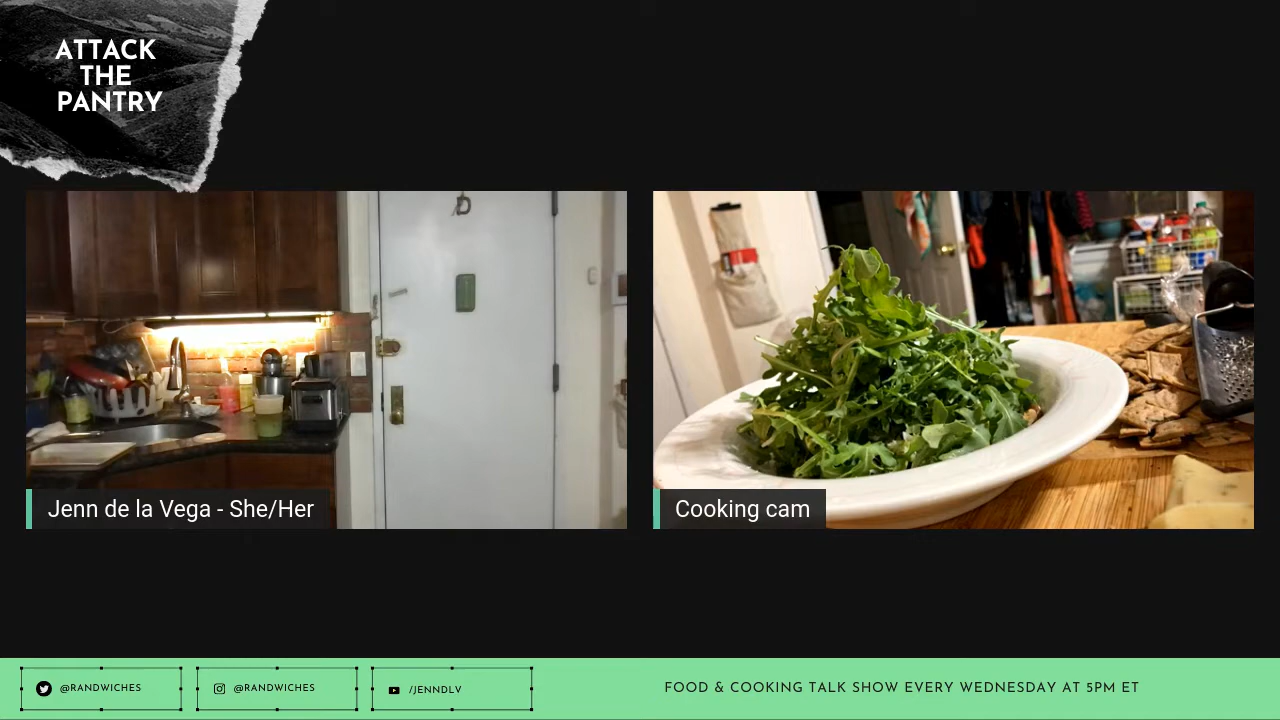 ATTACK
THE
PANTRY
D
Jenn de la Vega - She/Her
Cooking cam
@RANDWICHES
@RANDWICHES
/JENNDLV
FOOD & COOKING TALK SHOW EVERY WEDNESDAY AT 5PM ET